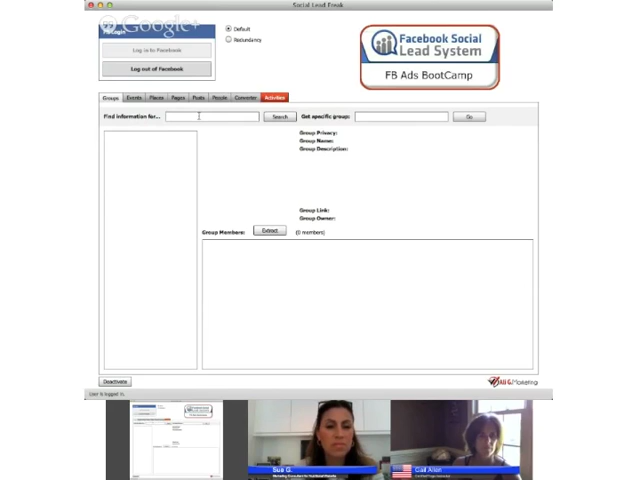 Social Lead Freak
Google+
FB Login
Log in to Facebook
Log out of Facebook
Default
Redundancy
Facebook Social
Lead System
FB Ads BootCamp
Groups Events Places Pages Posts People Converter Activities
Find information for... Search Get specific group: Go
Group Privacy:
Group Name:
Group Description:
Group Link:
Group Owner:
Group Members: Extract (0 members)
Deactivate
Marketing
User is logged in.
Sue G.
Gail Allen